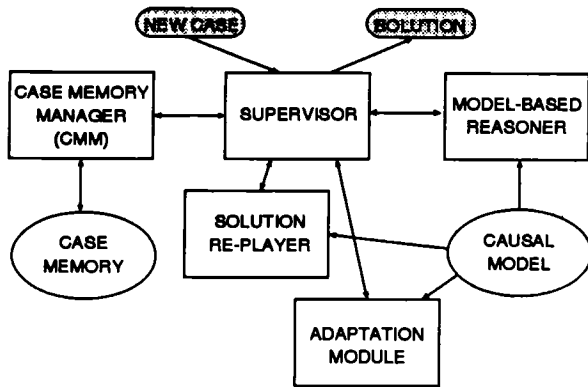 NEW CASE
SOLUTION
CASE MEMORY
MANAGER
(CMM)
SUPERVISOR
MODEL-BASED
REASONER
SOLUTION
RE-PLAYER
CASE
MEMORY
CAUSAL
MODEL
ADAPTATION
MODULE